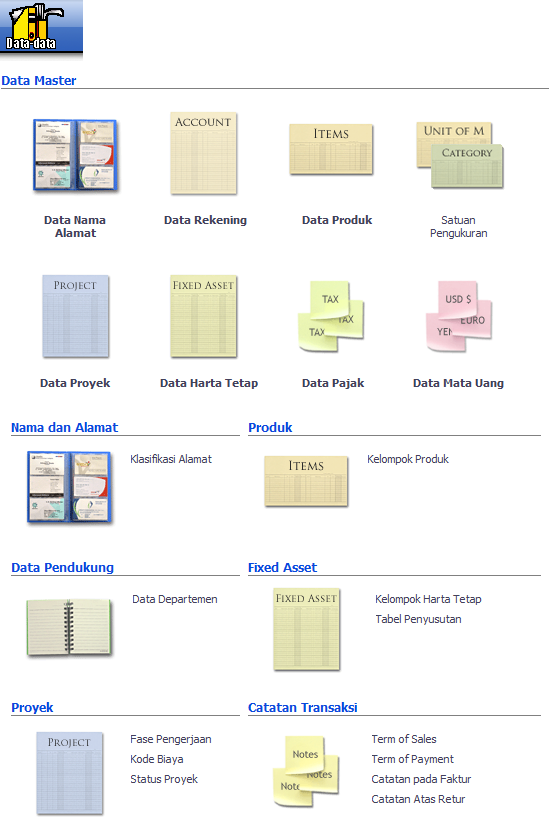 Data-data
Data Master
ACCOUNT
ITEMS
UNIT OF M
CATEGORY
Data Nama
Alamat
Data Rekening
Data Produk
Satuan
Pengukuran
PROJECT
FIXED ASSET
TAX
TAX
TAX
USD $
EURO
YEN
Data Proyek
Data Harta Tetap
Data Pajak
Data Mata Uang
Nama dan Alamat
Klasifikasi Alamat
Produk
ITEMS
Kelompok Produk
Data Pendukung
Data Departemen
Fixed Asset
FIXED ASSET
Kelompok Harta Tetap
Tabel Penyusutan
Proyek
PROJECT
Fase Pengerjaan
Kode Biaya
Status Proyek
Catatan Transaksi
Notes
Notes
Note
Term of Sales
Term of Payment
Catatan pada Faktur
Catatan Atas Retur